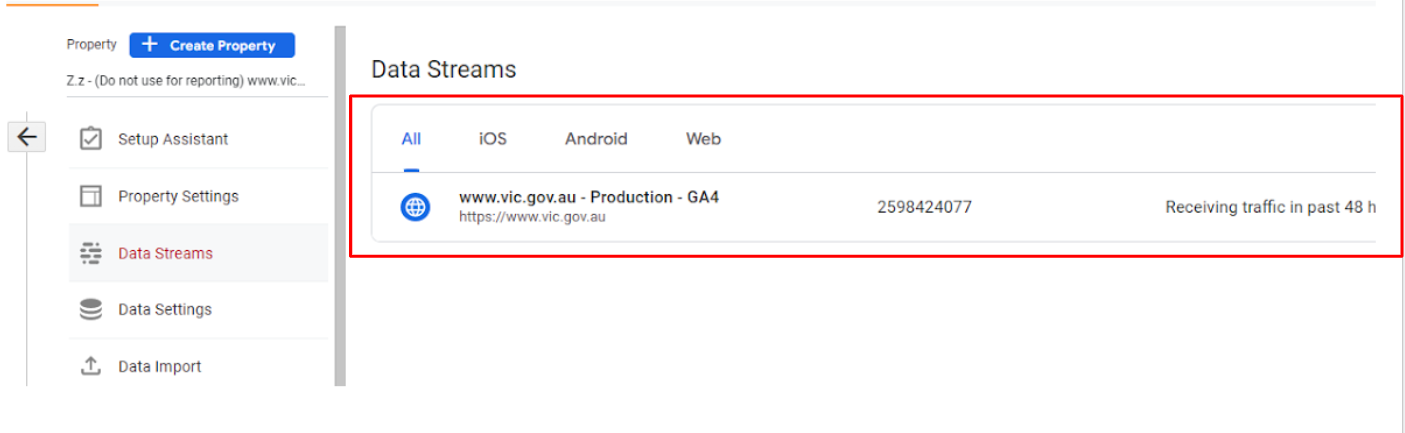 Property + Create Property
Z.z - (Do not use for reporting) www.vic...
Setup Assistant
Property Settings
Data Streams
Data Settings
Data Import
Data Streams
All iOS Android Web
www.vic.gov.au - Production - GA4
https://www.vic.gov.au
2598424077
Receiving traffic in past 48 h